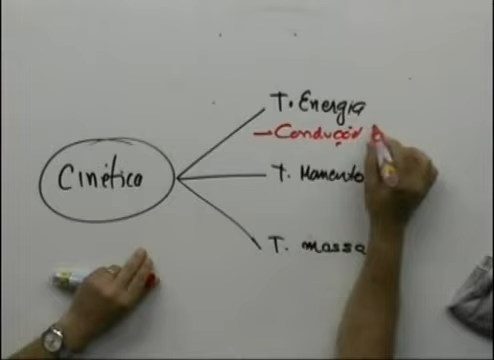 T. Energia
- Condução
Cinético
T. Momento
T. massa